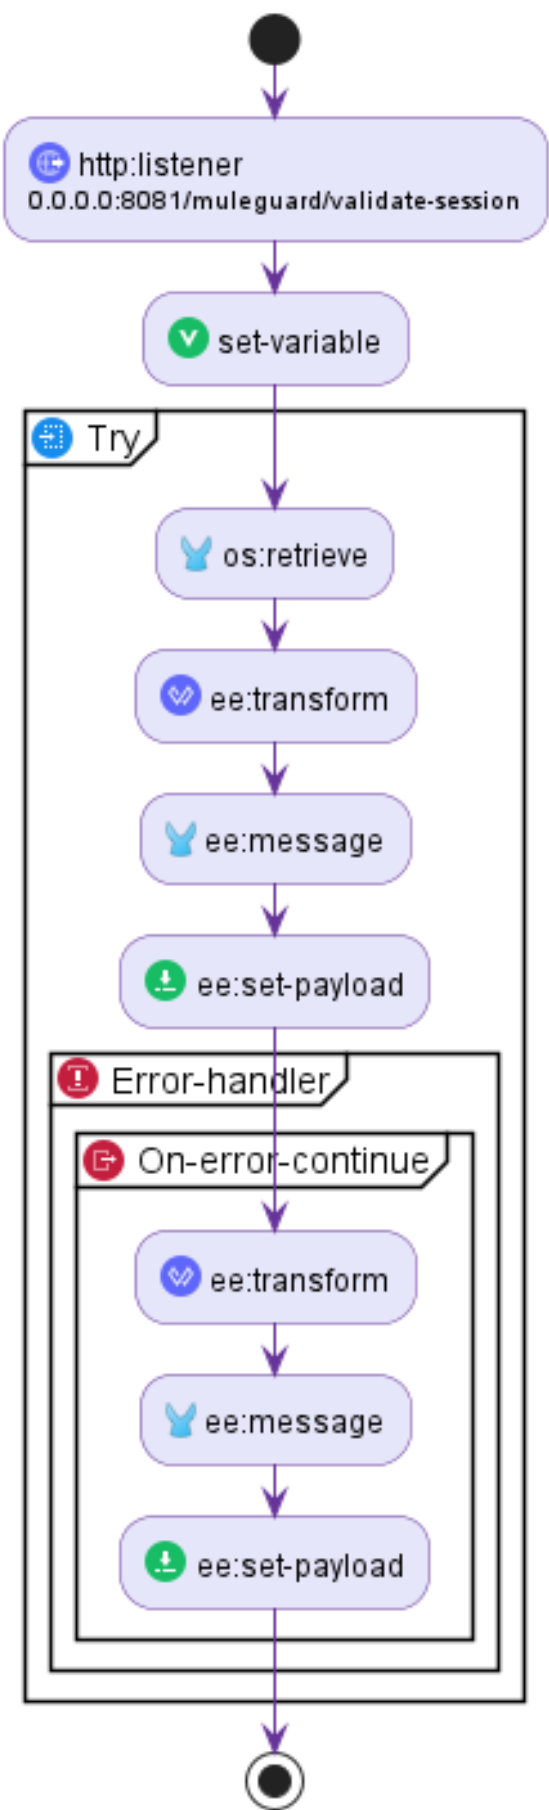 http:listener
0.0.0.0:8081/muleguard/validate-session
set-variable
Try
os:retrieve
ee:transform
ee:message
ee:set-payload
Error-handler
On-error-continue
ee:transform
ee:message
ee:set-payload